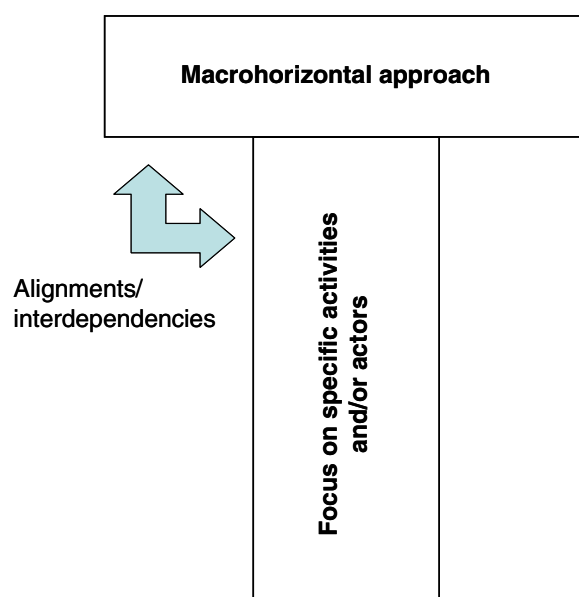 Macrohorizontal approach
Alignments/
interdependencies
Focus on specific activities
and/or actors